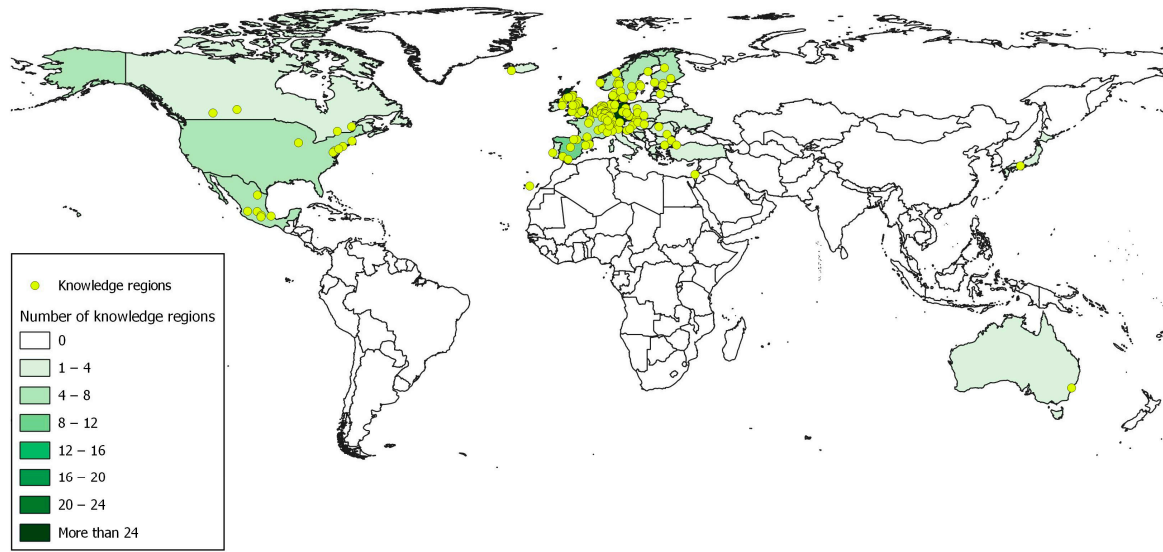 Knowledge regions
Number of knowledge regions
0
1 – 4
4 – 8
8 – 12
12 – 16
16 – 20
20 – 24
More than 24